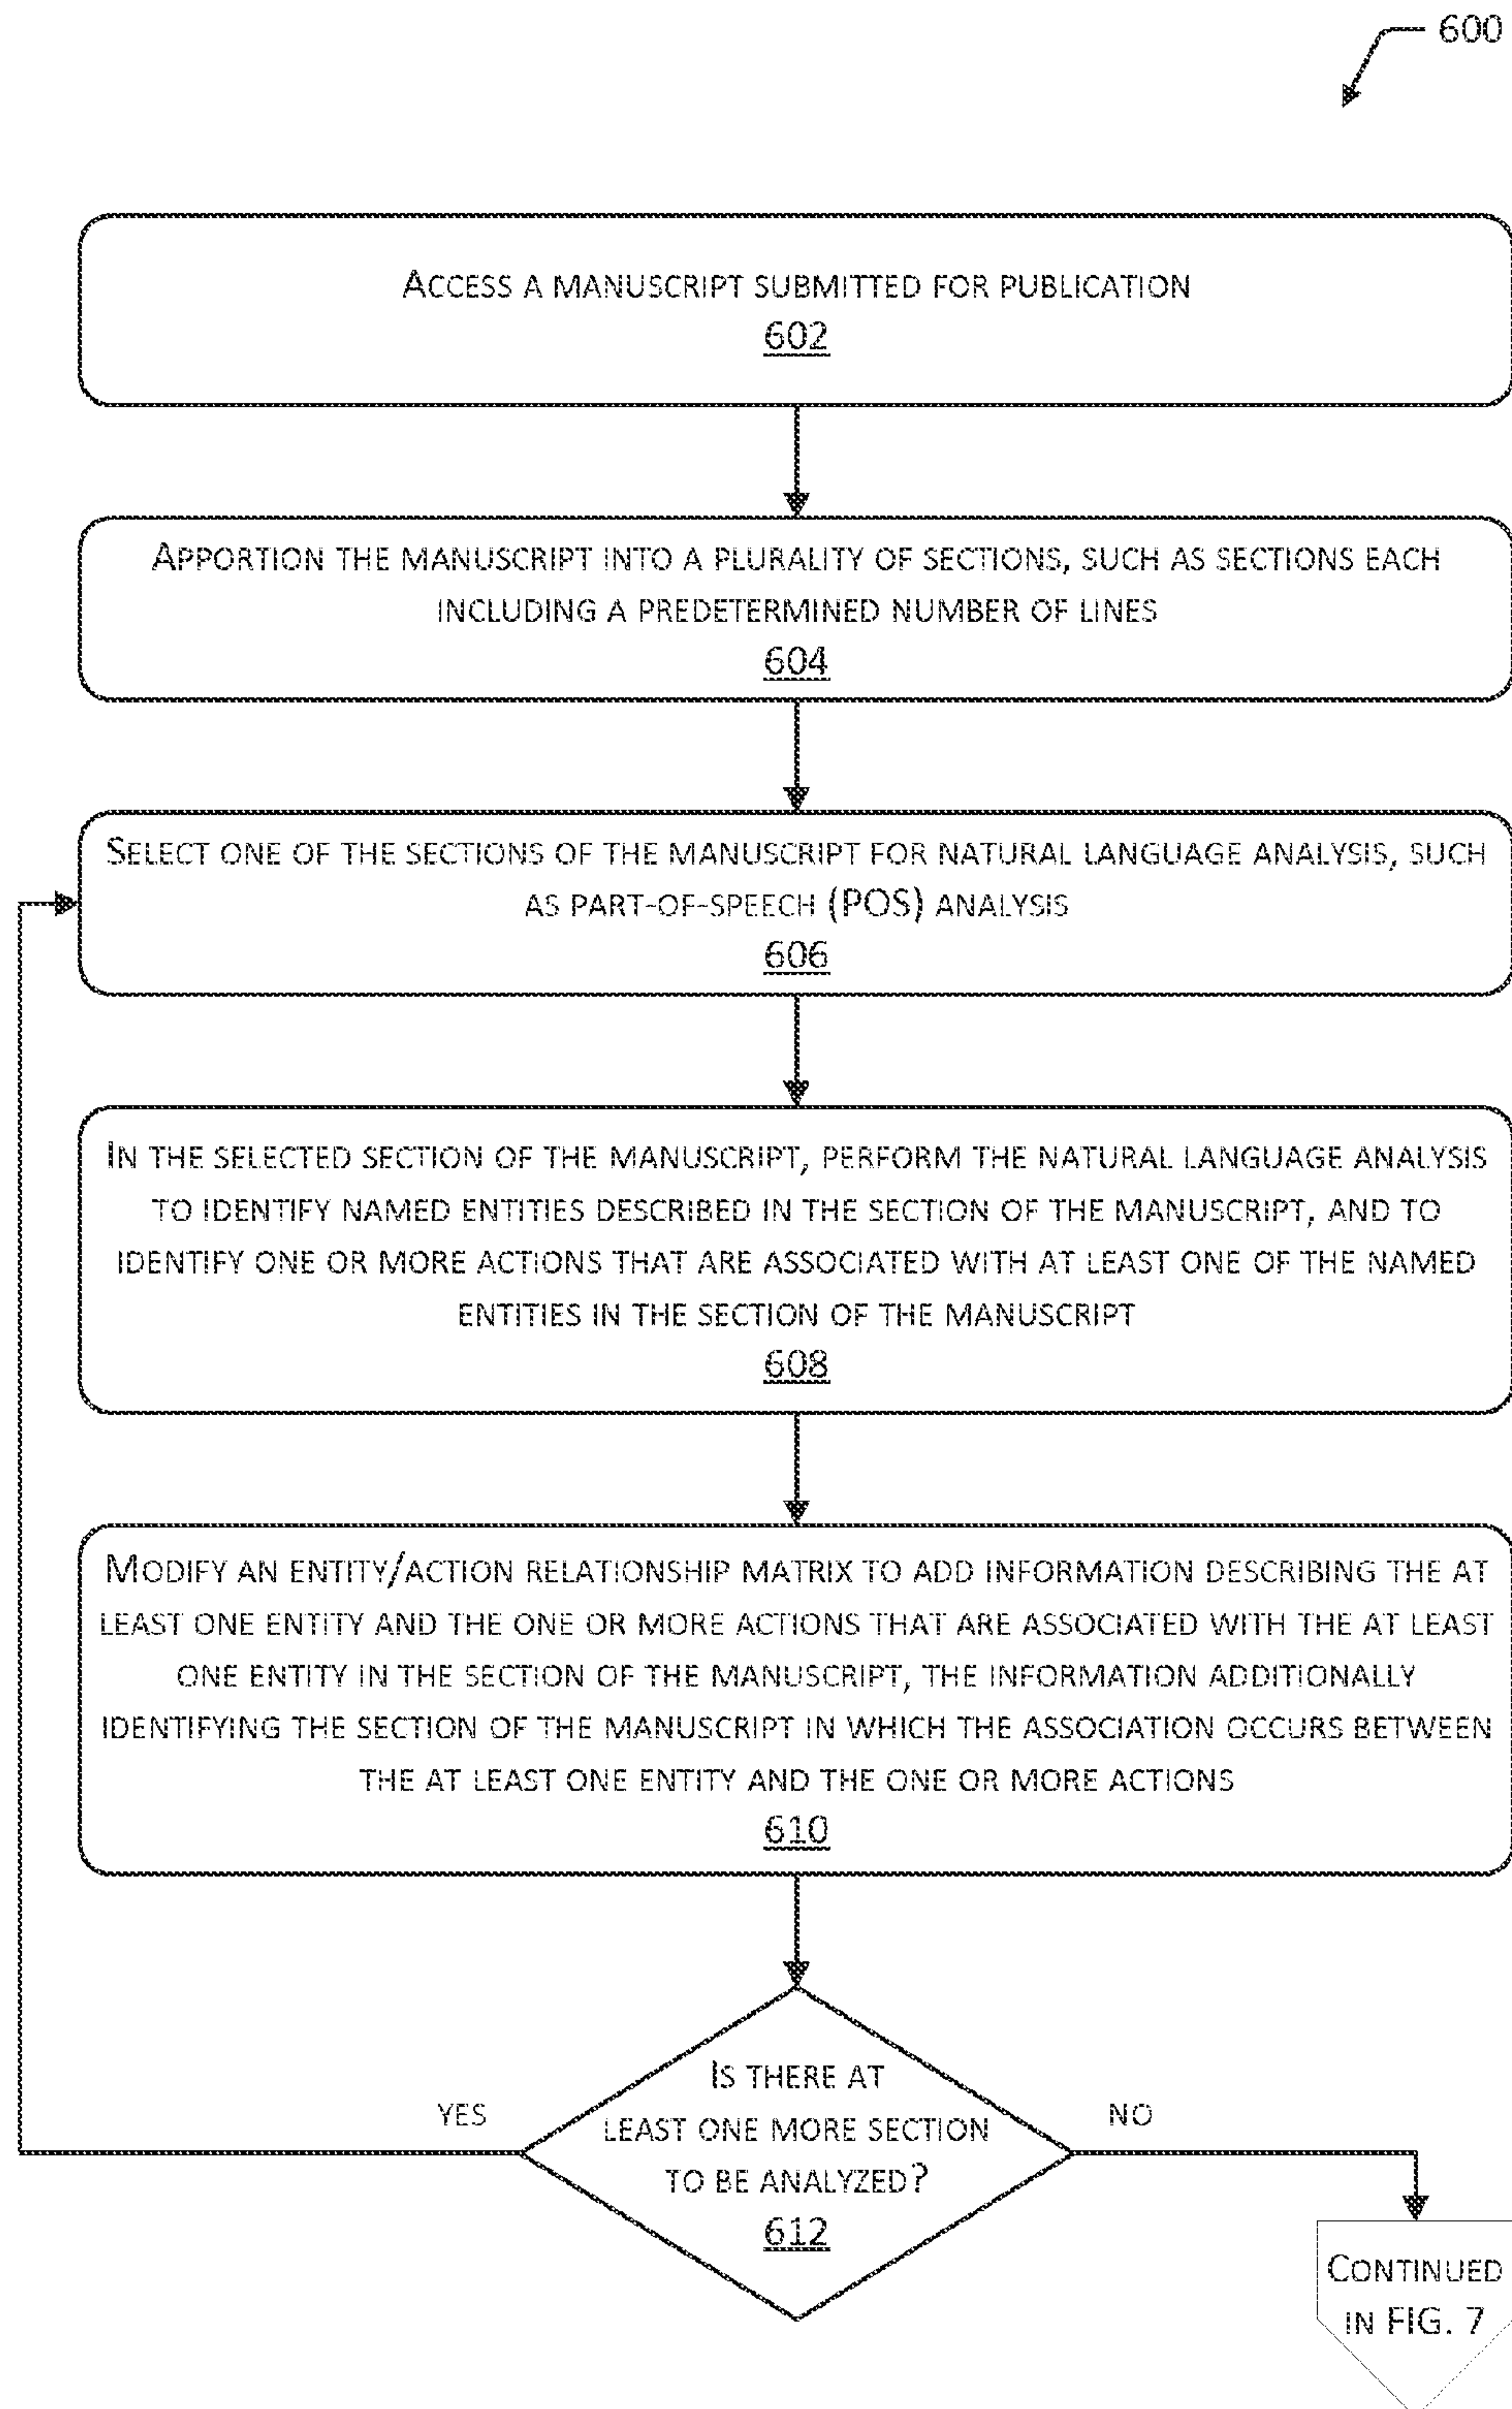 600
Access a manuscript submitted for publication
602
Apportion the manuscript into a plurality of sections, such as sections each
including a predetermined number of lines
604
Select one of the sections of the manuscript for natural language analysis, such
as part-of-speech (POS) analysis
606
In the selected section of the manuscript, perform the natural language analysis
to identify named entities described in the section of the manuscript, and to
identify one or more actions that are associated with at least one of the named
entities in the section of the manuscript
608
Modify an entity/action relationship matrix to add information describing the at
least one entity and the one or more actions that are associated with the at least
one entity in the section of the manuscript, the information additionally
identifying the section of the manuscript in which the association occurs between
the at least one entity and the one or more actions
610
Is there at
least one more section
to be analyzed?
612
yes
no
Continued
in FIG. 7